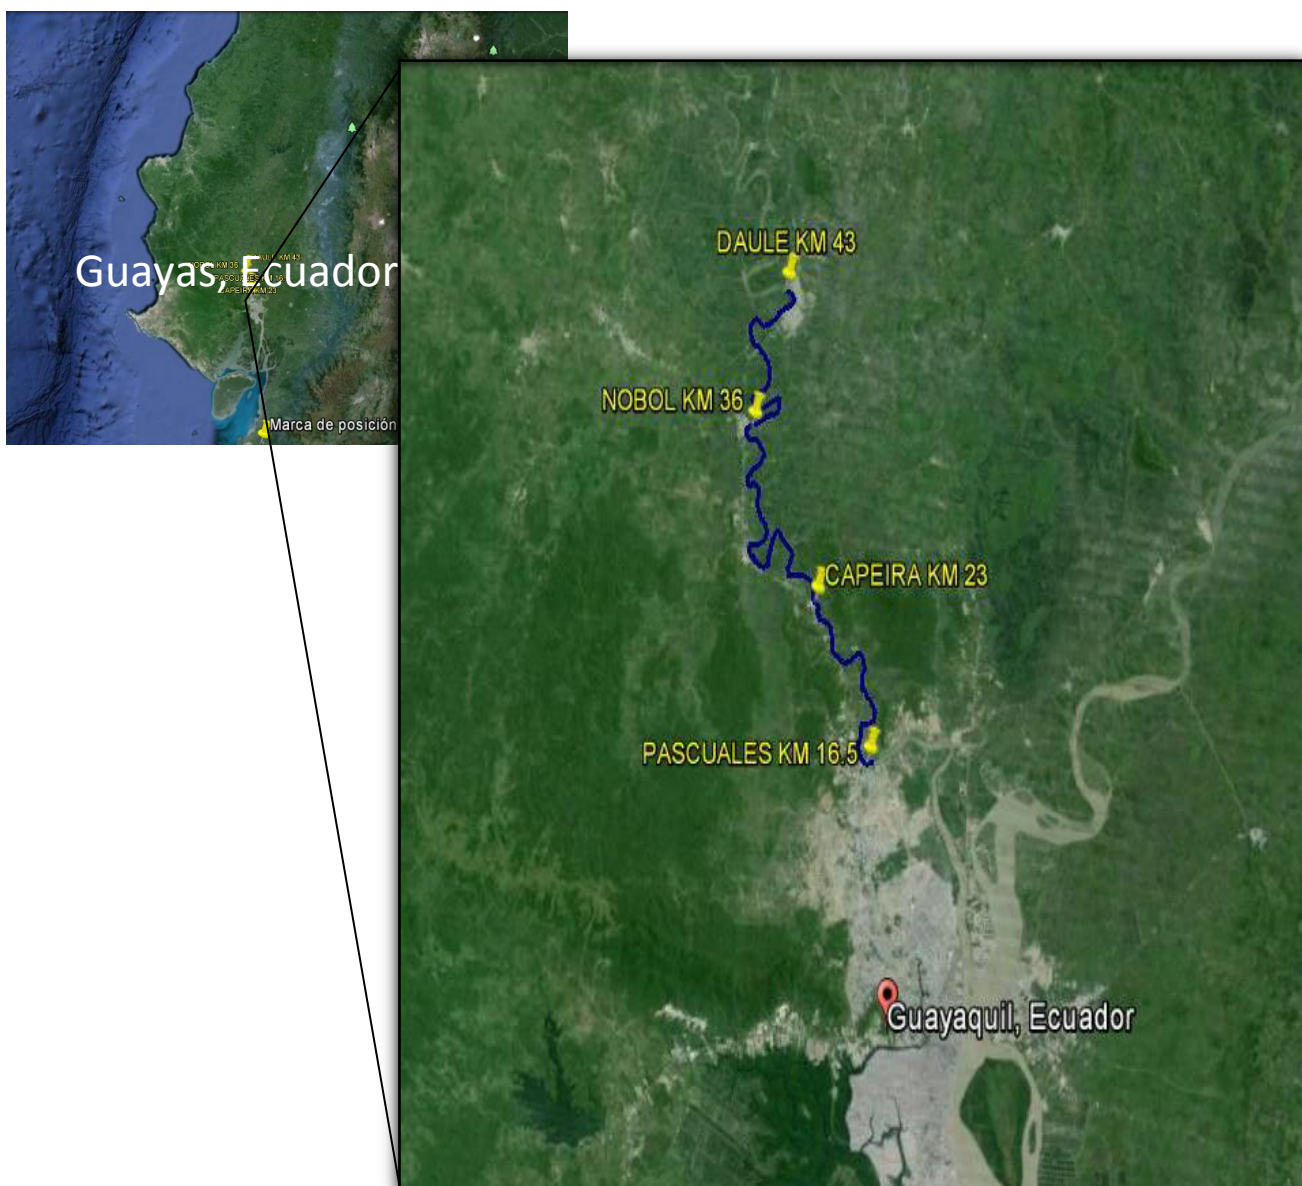 Guayas, Ecuador
Marca de posición
DAULE KM 43
NOBOL KM 36
CAPEIRA KM 23
PASCUALES KM 16.5
Guayaquil, Ecuador